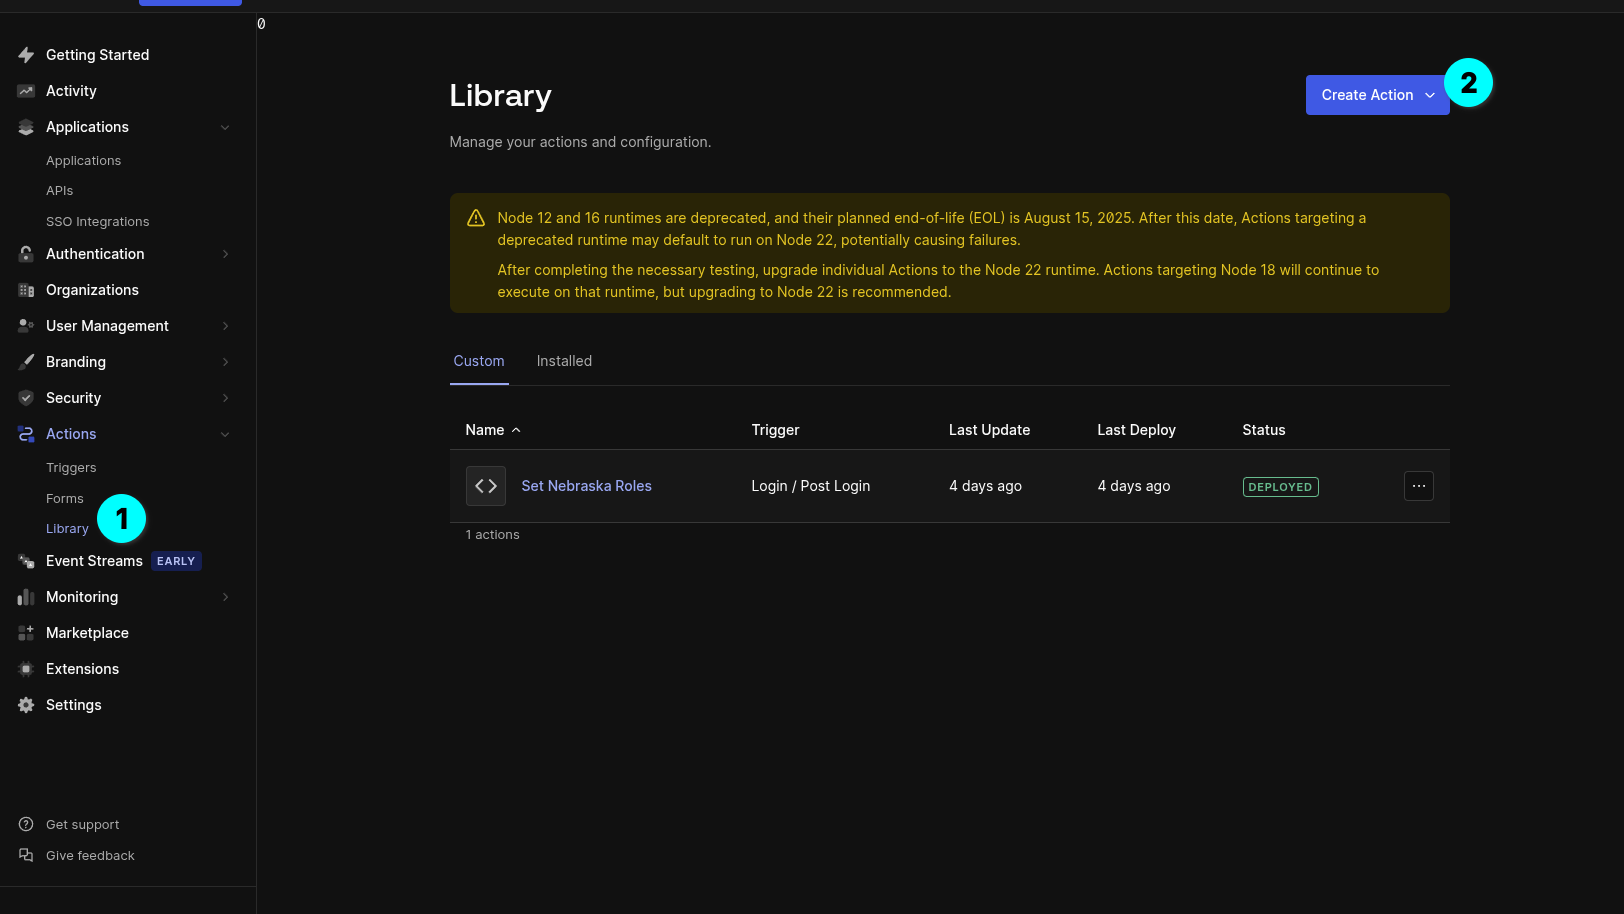 0
Getting Started
Activity
Applications
Applications
APIs
SSO Integrations
Authentication
Organizations
User Management
Branding
Security
Actions
Triggers
Forms
Library
1
Event Streams EARLY
Monitoring
Marketplace
Extensions
Settings
Get support
Give feedback
Library
Create Action
2
Manage your actions and configuration.
Node 12 and 16 runtimes are deprecated, and their planned end-of-life (EOL) is August 15, 2025. After this date, Actions targeting a
deprecated runtime may default to run on Node 22, potentially causing failures.
After completing the necessary testing, upgrade individual Actions to the Node 22 runtime. Actions targeting Node 18 will continue to
execute on that runtime, but upgrading to Node 22 is recommended.
Custom Installed
Name Trigger Last Update Last Deploy Status
Set Nebraska Roles Login / Post Login 4 days ago 4 days ago DEPLOYED
1 actions